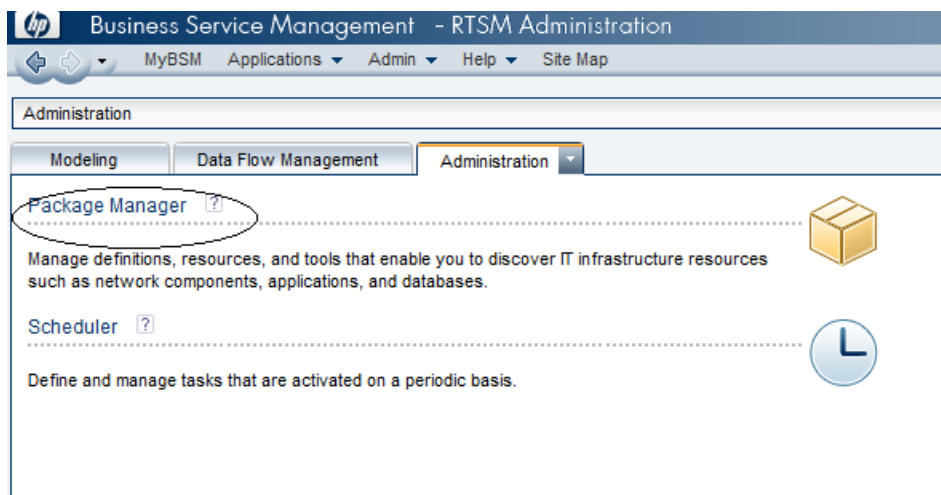 hp Business Service Management - RTSM Administration
MyBSM Applications Admin Help Site Map
Administration
Modeling Data Flow Management Administration
Package Manager ?
Manage definitions, resources, and tools that enable you to discover IT infrastructure resources
such as network components, applications, and databases.
Scheduler ?
Define and manage tasks that are activated on a periodic basis.